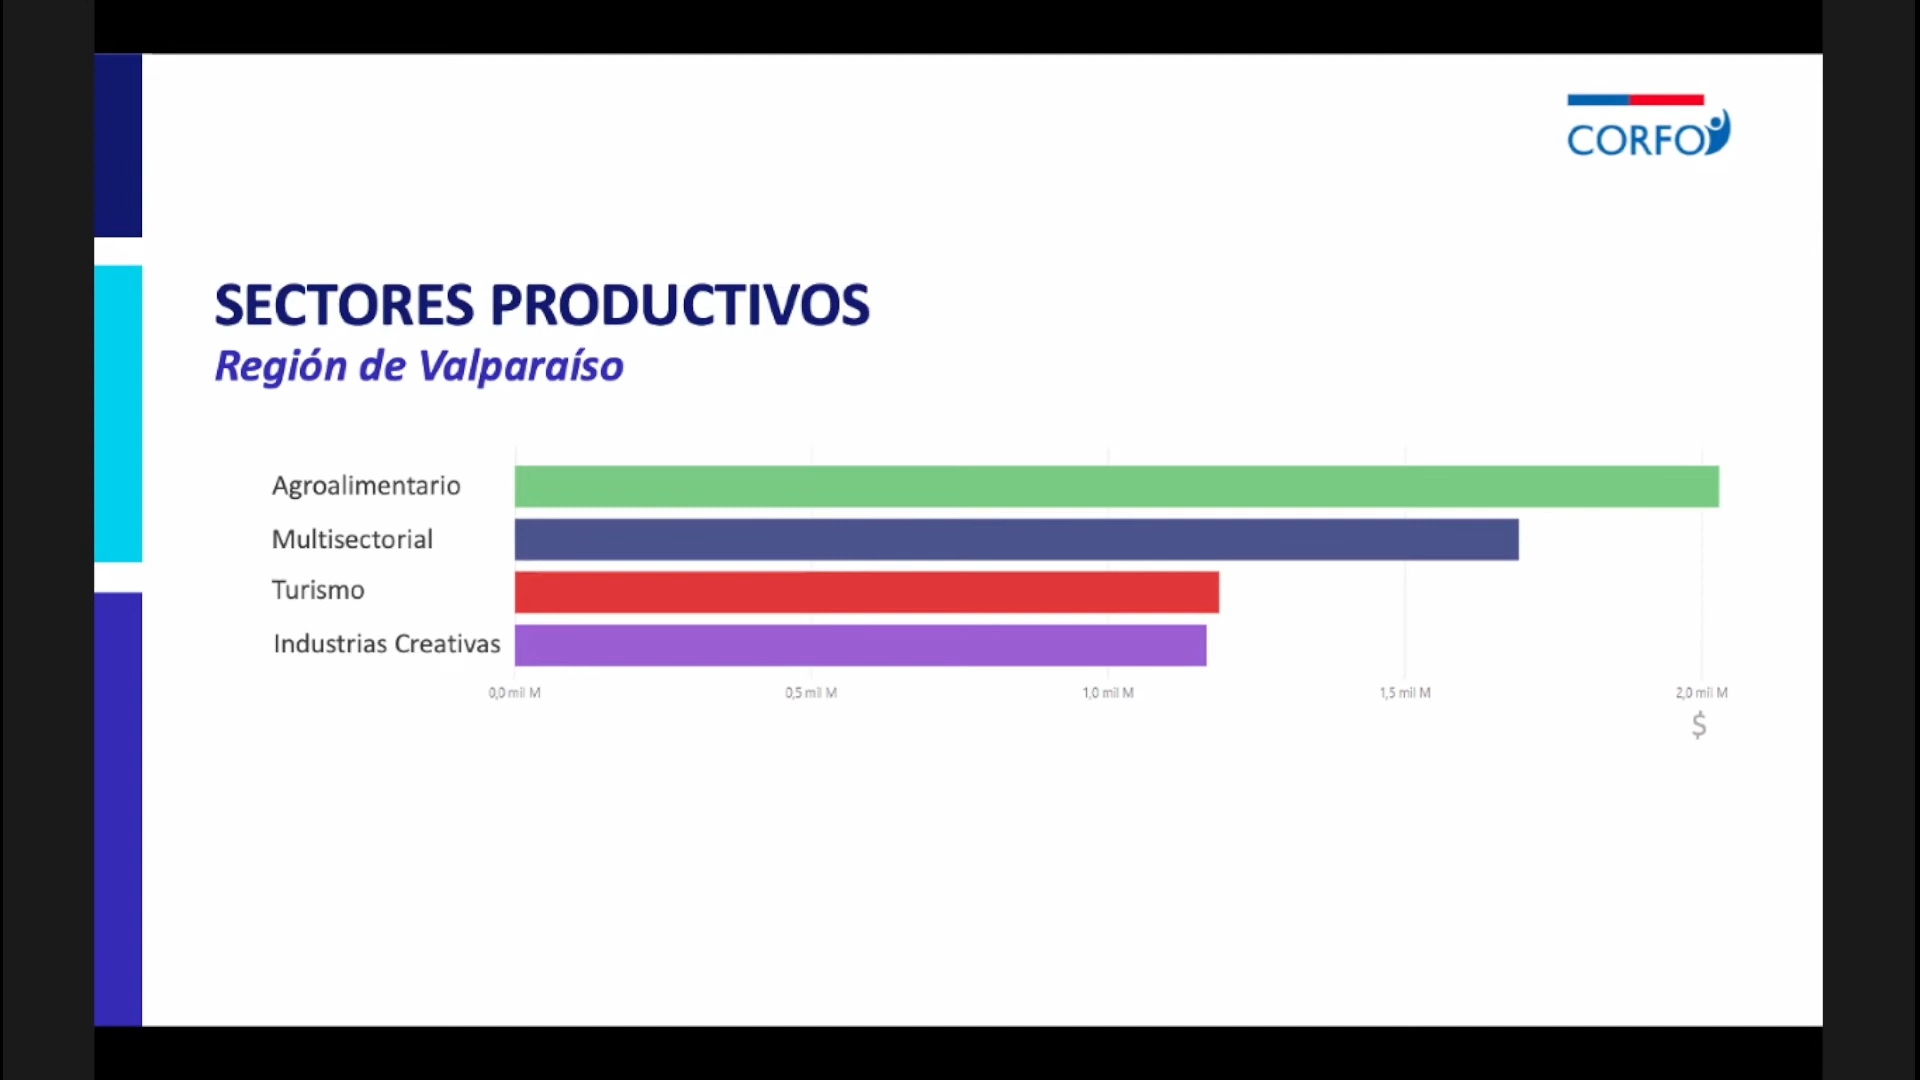 CORFO
SECTORES PRODUCTIVOS
Región de Valparaíso
Agroalimentario
Multisectorial
Turismo
Industrias Creativas
0,0 mil M 0,5 mil M 1,0 mil M 1,5 mil M 2,0 mil M
$